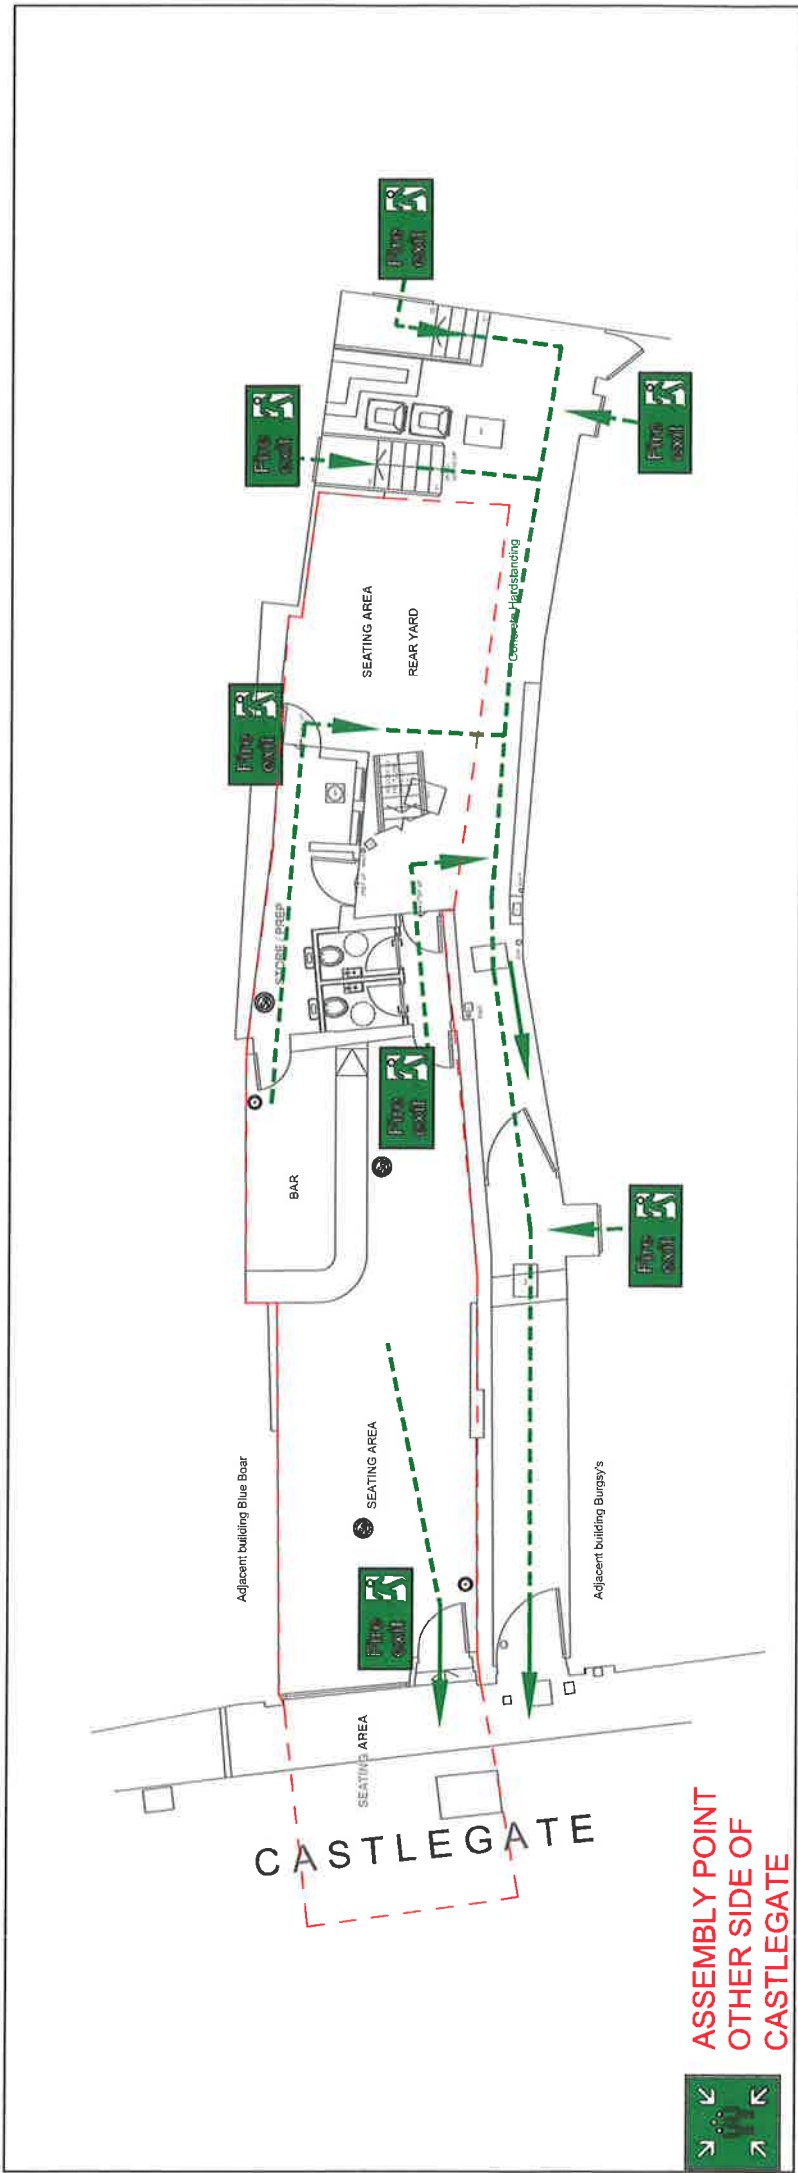 Fire
exit
Fire
exit
Fire
exit
Fire
exit
SEATING AREA
REAR YARD
Concrete Hardstanding
STORE / PREP
Fire
exit
BAR
Fire
exit
Adjacent building Blue Boar
SEATING AREA
Adjacent building Burgsy's
Fire
exit
SEATING AREA
CASTLEGATE
ASSEMBLY POINT
OTHER SIDE OF
CASTLEGATE